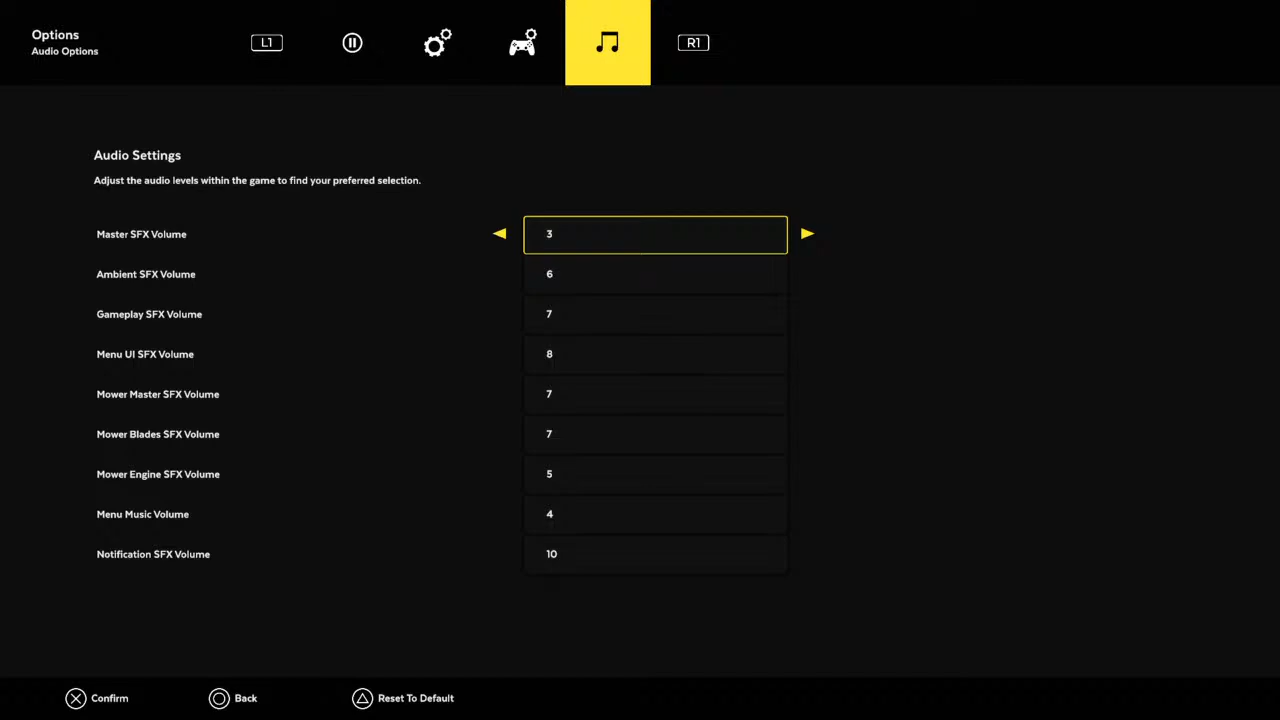 Options
Audio Options
L1
R1
Audio Settings
Adjust the audio levels within the game to find your preferred selection.
Master SFX Volume 3
Ambient SFX Volume 6
Gameplay SFX Volume 7
Menu UI SFX Volume 8
Mower Master SFX Volume 7
Mower Blades SFX Volume 7
Mower Engine SFX Volume 5
Menu Music Volume 4
Notification SFX Volume 10
Confirm Back Reset To Default